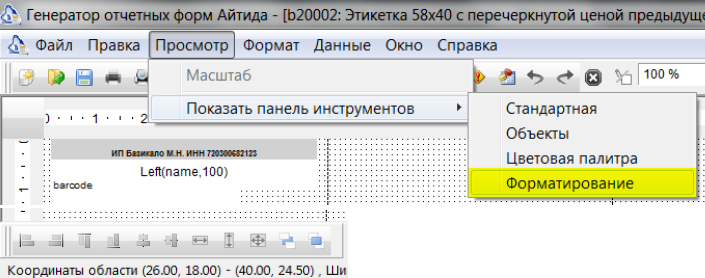 Генератор отчетных форм Айтида - [b20002: Этикетка 58x40 с перечеркнутой ценой предыдуще
Файл Правка Просмотр Формат Данные Окно Справка
Масштаб
100 %
Показать панель инструментов
Стандартная
Объекты
Цветовая палитра
Форматирование
1 2
ИП Базикало М.Н. ИНН 720300682123
Left(name,100)
barcode
1
Координаты области (26.00, 18.00) - (40.00, 24.50) , Ши